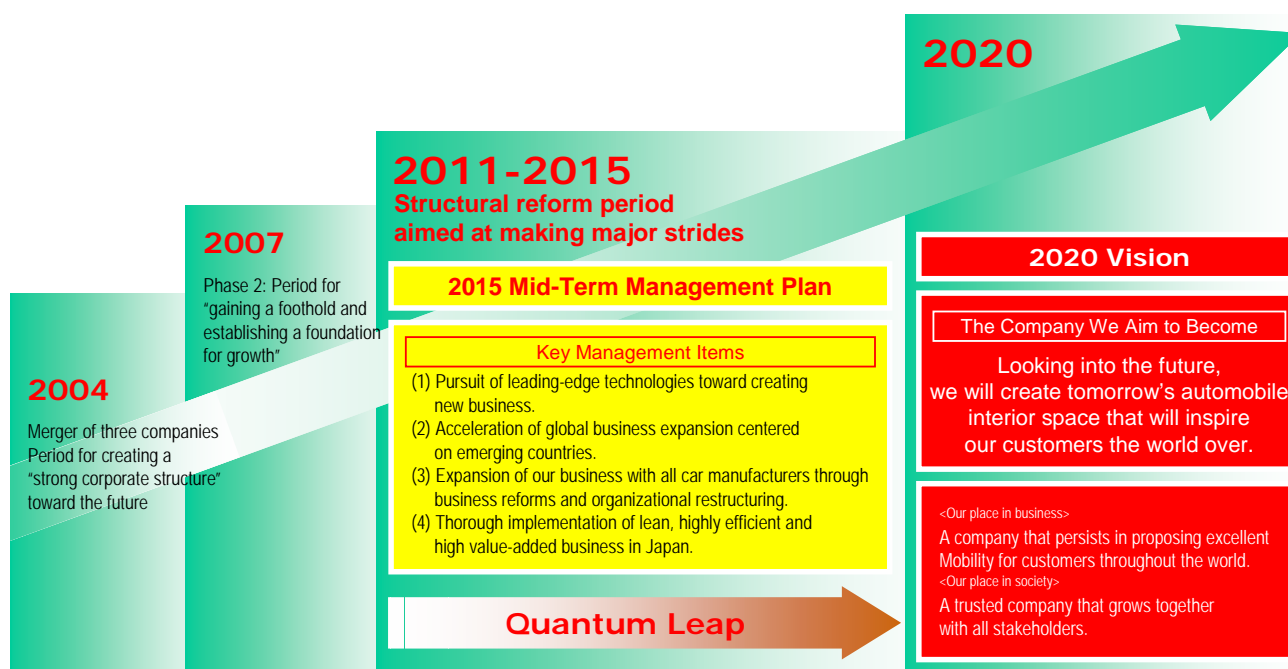 2004
Merger of three companies
Period for creating a
“strong corporate structure”
toward the future
2007
Phase 2: Period for
“gaining a foothold and
establishing a foundation
for growth”
2011-2015
Structural reform period
aimed at making major strides
2015 Mid-Term Management Plan
Key Management Items
(1) Pursuit of leading-edge technologies toward creating
new business.
(2) Acceleration of global business expansion centered
on emerging countries.
(3) Expansion of our business with all car manufacturers through
business reforms and organizational restructuring.
(4) Thorough implementation of lean, highly efficient and
high value-added business in Japan.
Quantum Leap
2020
2020 Vision
The Company We Aim to Become
Looking into the future,
we will create tomorrow’s automobile
interior space that will inspire
our customers the world over.
<Our place in business>
A company that persists in proposing excellent
Mobility for customers throughout the world.
<Our place in society>
A trusted company that grows together
with all stakeholders.